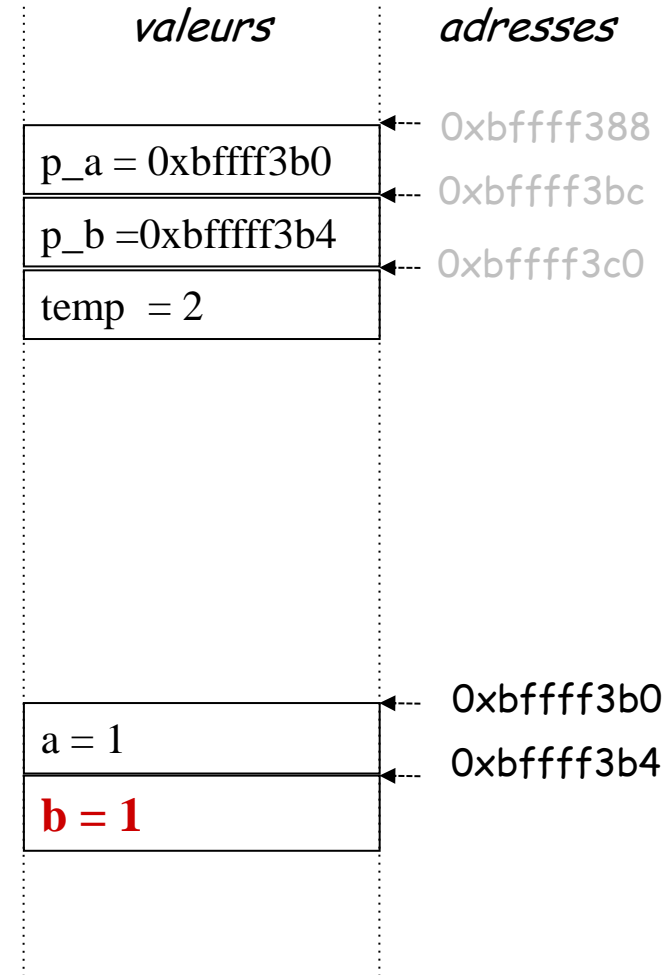 valeurs adresses
0xbffff388
p_a = 0xbffff3b0
0xbffff3bc
p_b =0xbfffff3b4
0xbffff3c0
temp = 2
0xbffff3b0
a = 1
0xbffff3b4
b = 1